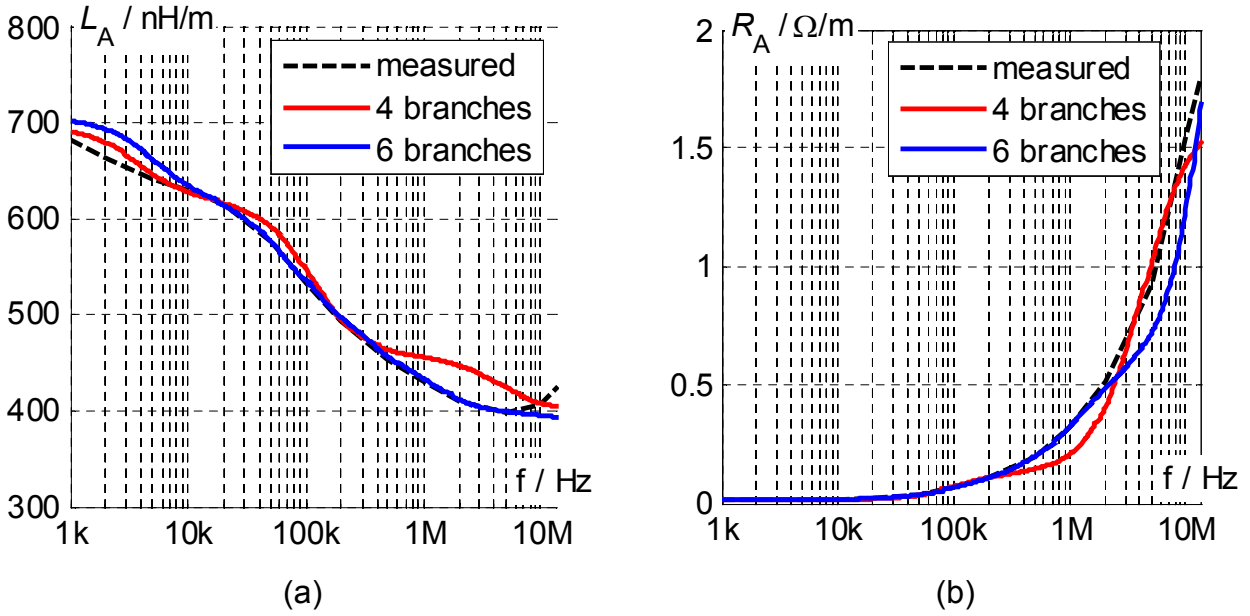 L_A / nH/m
800
700
600
500
400
300
measured
4 branches
6 branches
f / Hz
1k
10k
100k
1M
10M
(a)
R_A / Ω/m
2
1.5
1
0.5
0
measured
4 branches
6 branches
f / Hz
1k
10k
100k
1M
10M
(b)